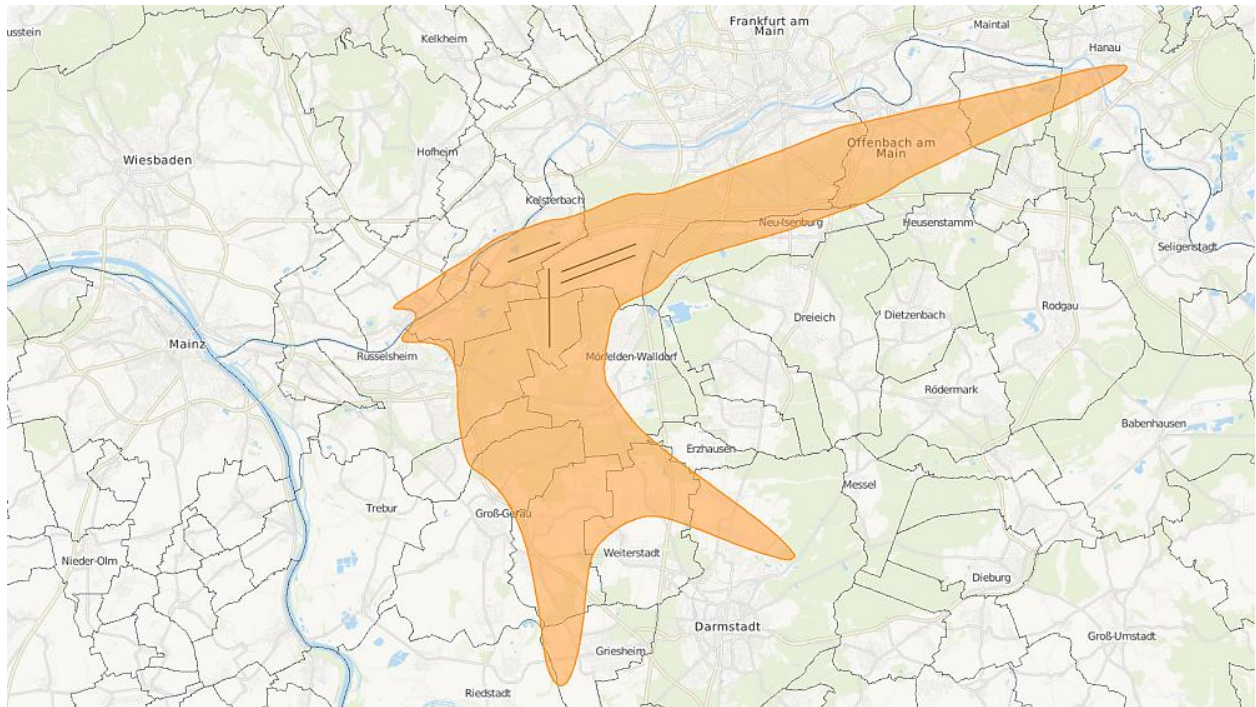 Frankfurt am
Main
Maintal
Kelkheim
Hanau
Hofheim
Wiesbaden
Offenbach am
Main
Kelsterbach
Neu-Isenburg
Heusenstamm
Seligenstadt
Rodgau
Dreieich
Dietzenbach
Mainz
Rüsselsheim
Mörfelden-Walldorf
Rödermark
Babenhausen
Erzhausen
Messel
Trebur
Groß-Gerau
Weiterstadt
Nieder-Olm
Dieburg
Darmstadt
Groß-Umstadt
Griesheim
Riedstadt